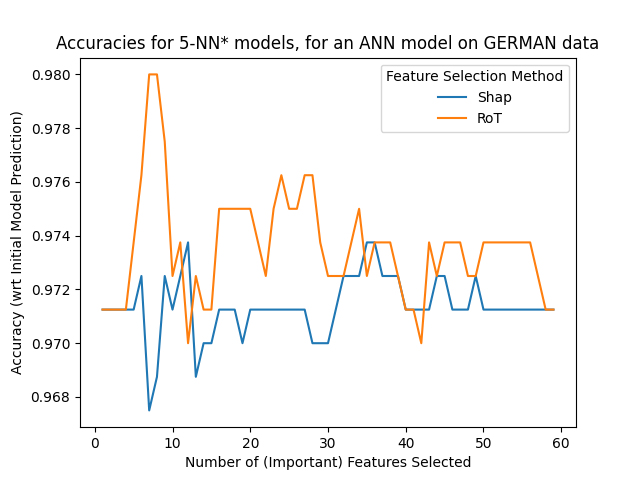 Accuracies for 5-NN* models, for an ANN model on GERMAN data
Accuracy (wrt Initial Model Prediction)
0.980
0.978
0.976
0.974
0.972
0.970
0.968
Feature Selection Method
Shap
RoT
0 10 20 30 40 50 60
Number of (Important) Features Selected